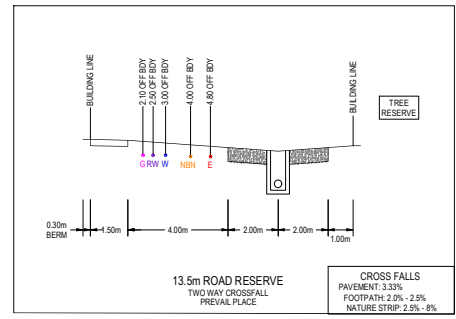 BUILDING LINE
2.10 OFF BDY
2.50 OFF BDY
3.00 OFF BDY
4.00 OFF BDY
4.80 OFF BDY
BUILDING LINE
TREE
RESERVE
G RW W NBN E
0.30m
BERM
1.50m
4.00m
2.00m
2.00m
1.00m
13.5m ROAD RESERVE
TWO WAY CROSSFALL
PREVAIL PLACE
CROSS FALLS
PAVEMENT: 3.33%
FOOTPATH: 2.0% - 2.5%
NATURE STRIP: 2.5% - 8%